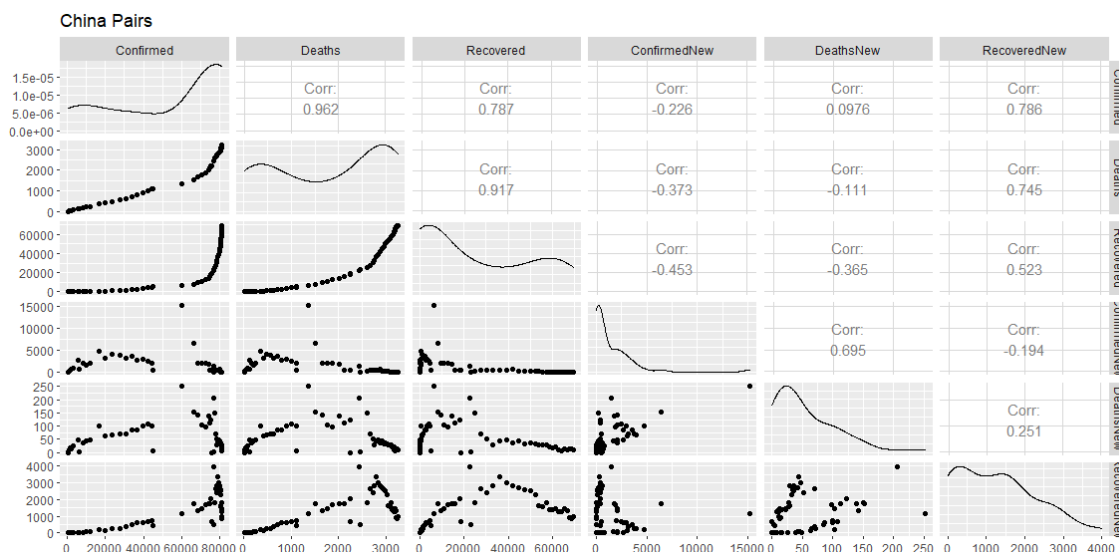 China Pairs
Confirmed Deaths Recovered ConfirmedNew DeathsNew RecoveredNew
1.5e-05
1.0e-05
5.0e-06
0.0e+00
Corr:
0.962
Corr:
0.787
Corr:
-0.226
Corr:
0.0976
Corr:
0.786
Confirmed
3000
2000
1000
0
Corr:
0.917
Corr:
-0.373
Corr:
-0.111
Corr:
0.745
Deaths
60000
40000
20000
0
Corr:
-0.453
Corr:
-0.365
Corr:
0.523
Recovered
15000
10000
5000
0
Corr:
0.695
Corr:
-0.194
250
200
150
100
50
0
Corr:
0.251
DeathsNew
4000
3000
2000
1000
0
0 20000 40000 60000 80000 0 1000 2000 3000 0 20000 40000 60000 0 5000 10000 15000 0 50 100 150 200 250 0 1000 2000 3000 4000